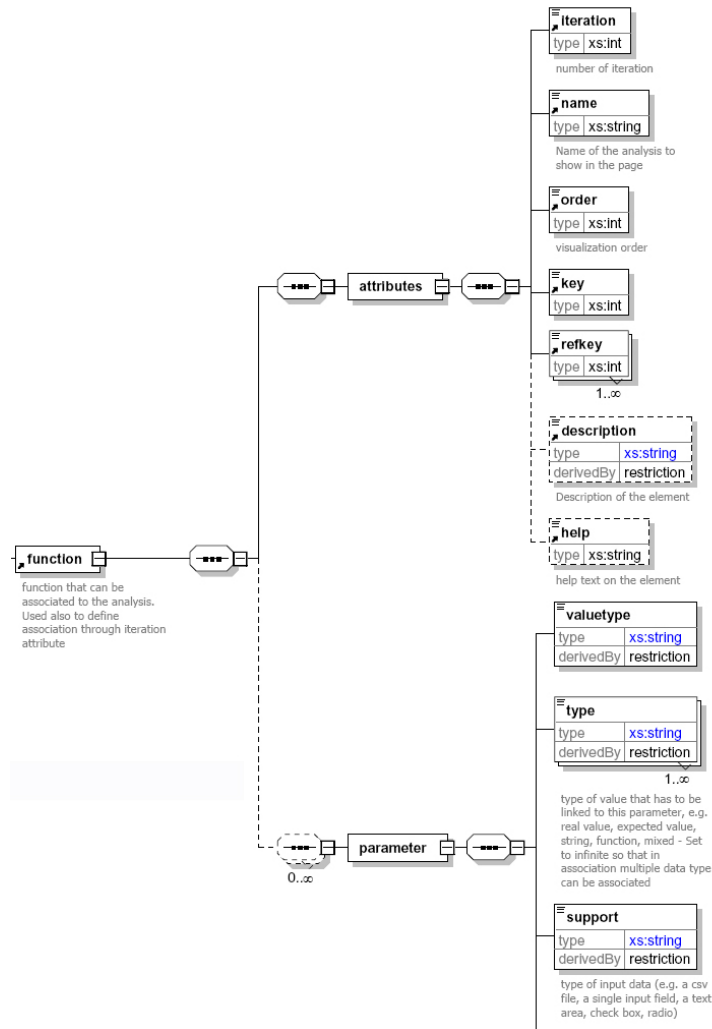 iteration
type xs:int
number of iteration
name
type xs:string
Name of the analysis to
show in the page
order
type xs:int
visualization order
attributes
key
type xs:int
refkey
type xs:int
1..∞
description
type xs:string
derivedBy restriction
Description of the element
help
type xs:string
help text on the element
function
function that can be
associated to the analysis.
Used also to define
association through iteration
attribute
valuetype
type xs:string
derivedBy restriction
type
type xs:string
derivedBy restriction
1..∞
type of value that has to be
linked to this parameter, e.g.
real value, expected value,
string, function, mixed - Set
to infinite so that in
association multiple data type
can be associated
parameter
0..∞
support
type xs:string
derivedBy restriction
type of input data (e.g. a csv
file, a single input field, a text
area, check box, radio)